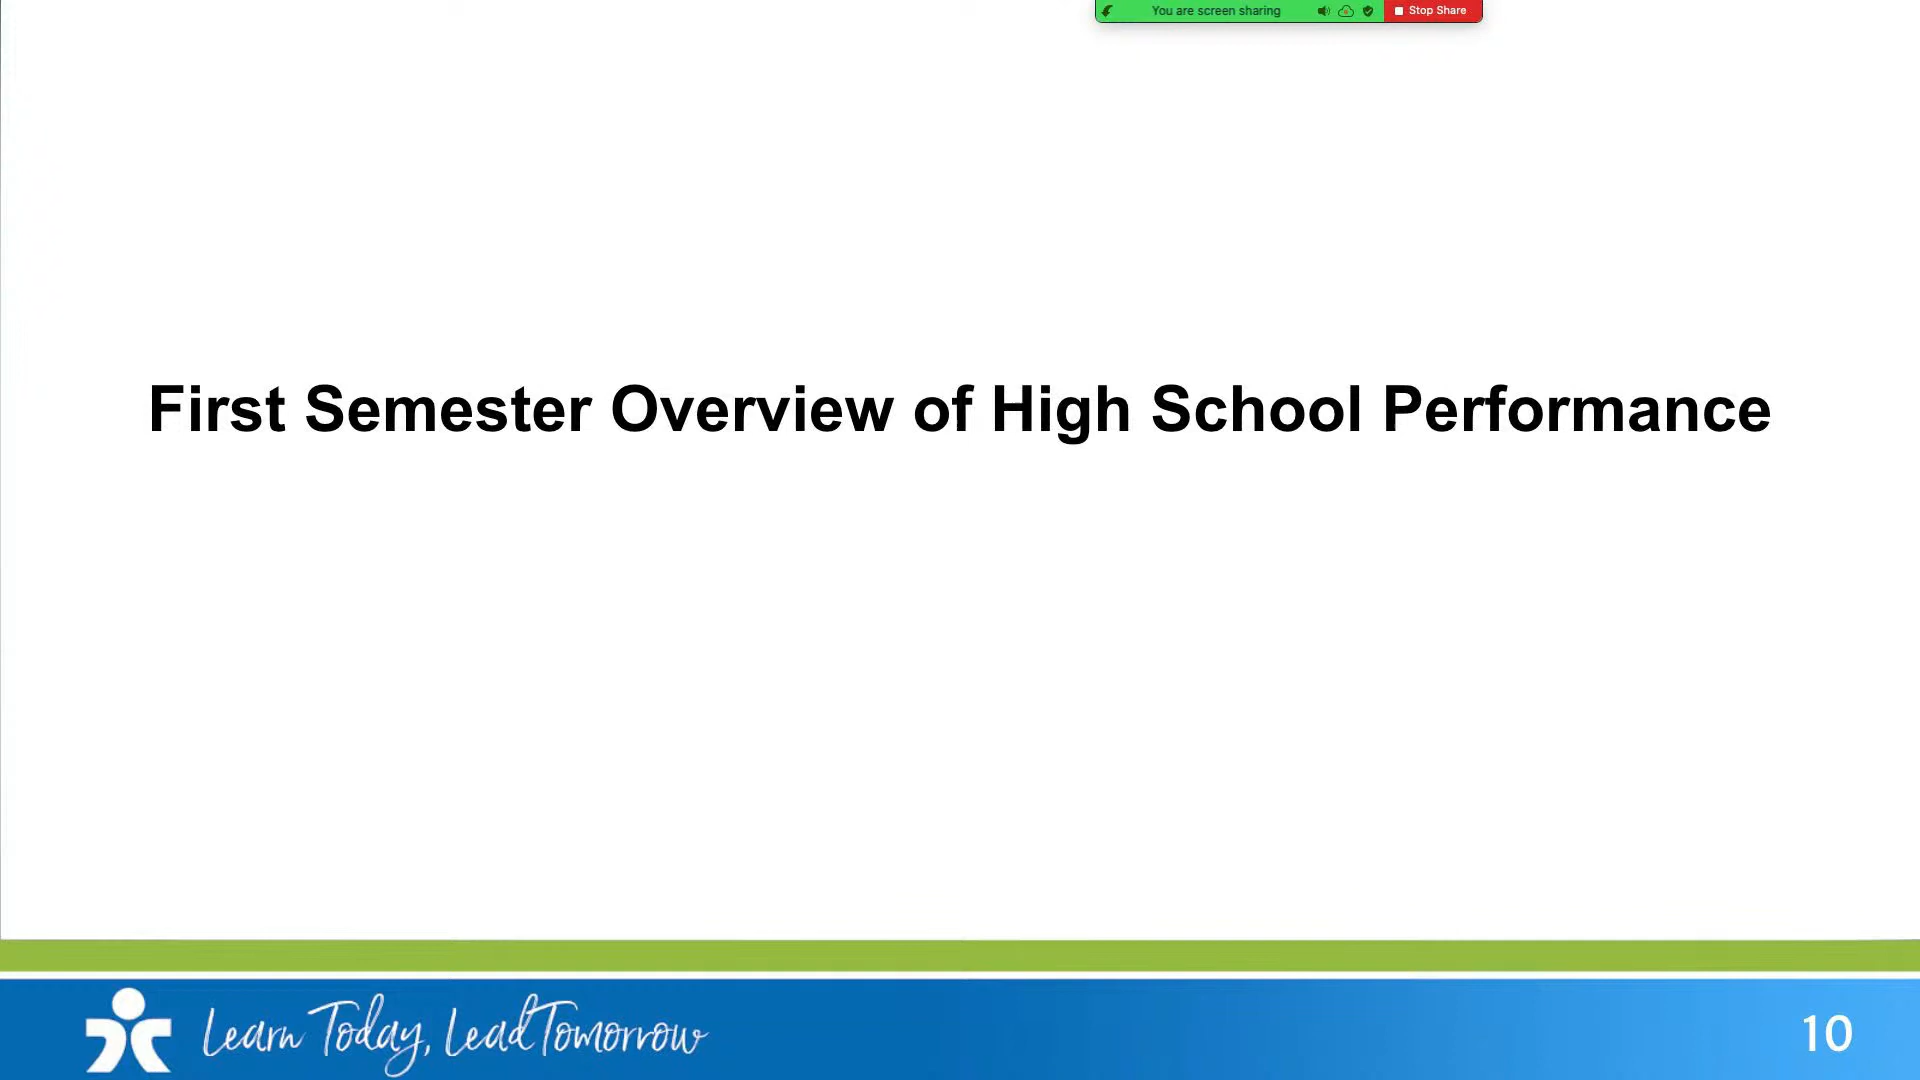 You are screen sharing
Stop Share
First Semester Overview of High School Performance
Learn Today, Lead Tomorrow
10